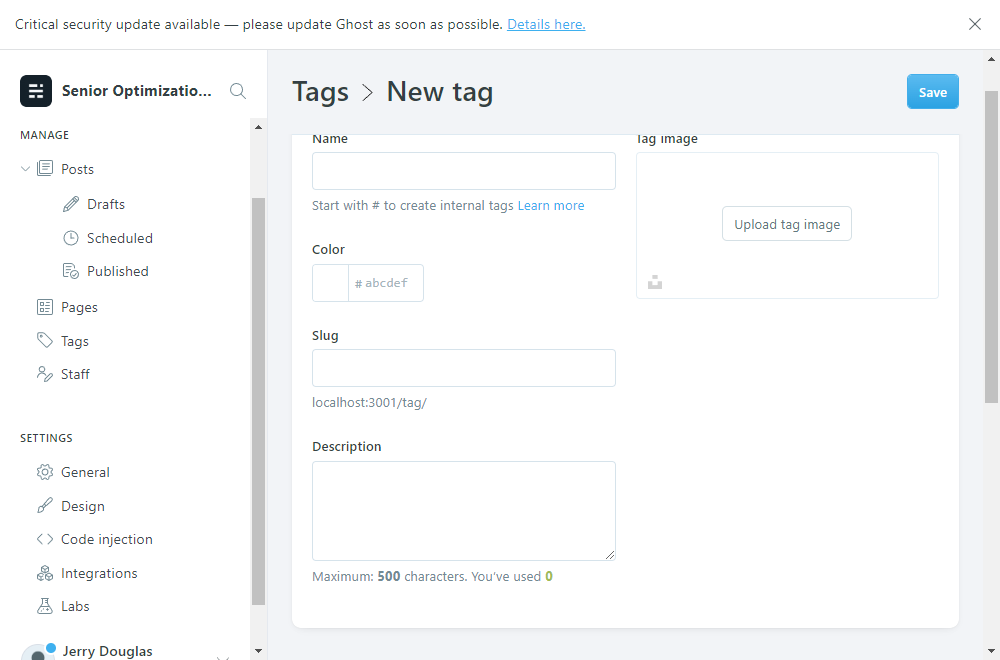 Critical security update available — please update Ghost as soon as possible. Details here.
Senior Optimizatio...
MANAGE
Posts
Drafts
Scheduled
Published
Pages
Tags
Staff
SETTINGS
General
Design
Code injection
Integrations
Labs
Jerry Douglas
Tags > New tag
Save
Name
Start with # to create internal tags Learn more
Color
# abcdef
Slug
localhost:3001/tag/
Description
Maximum: 500 characters. You've used 0
Tag image
Upload tag image